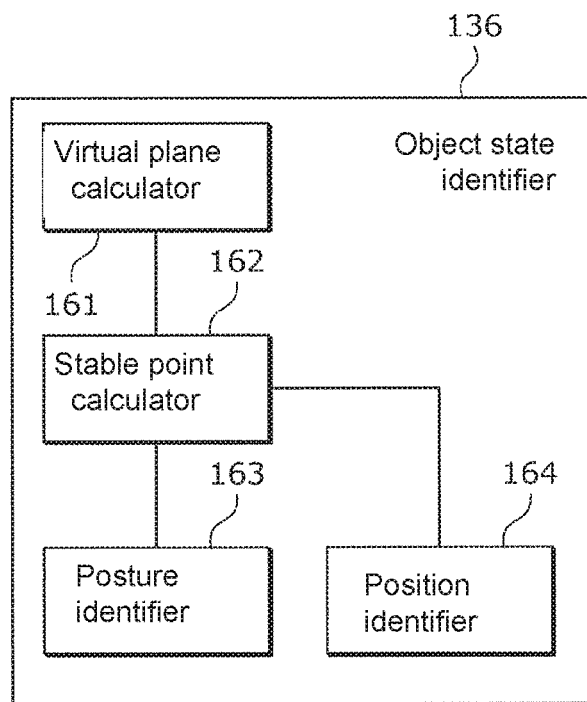 136
Virtual plane
calculator
Object state
identifier
161
162
Stable point
calculator
163
164
Posture
identifier
Position
identifier